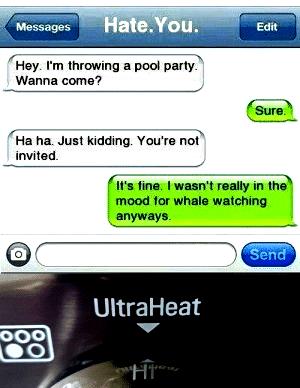 Messages
Hate.You.
Edit
Hey. I'm throwing a pool party.
Wanna come?
Sure.
Ha ha. Just kidding. You're not
invited.
It's fine. I wasn't really in the
mood for whale watching
anyways.
Send
UltraHeat
Hi